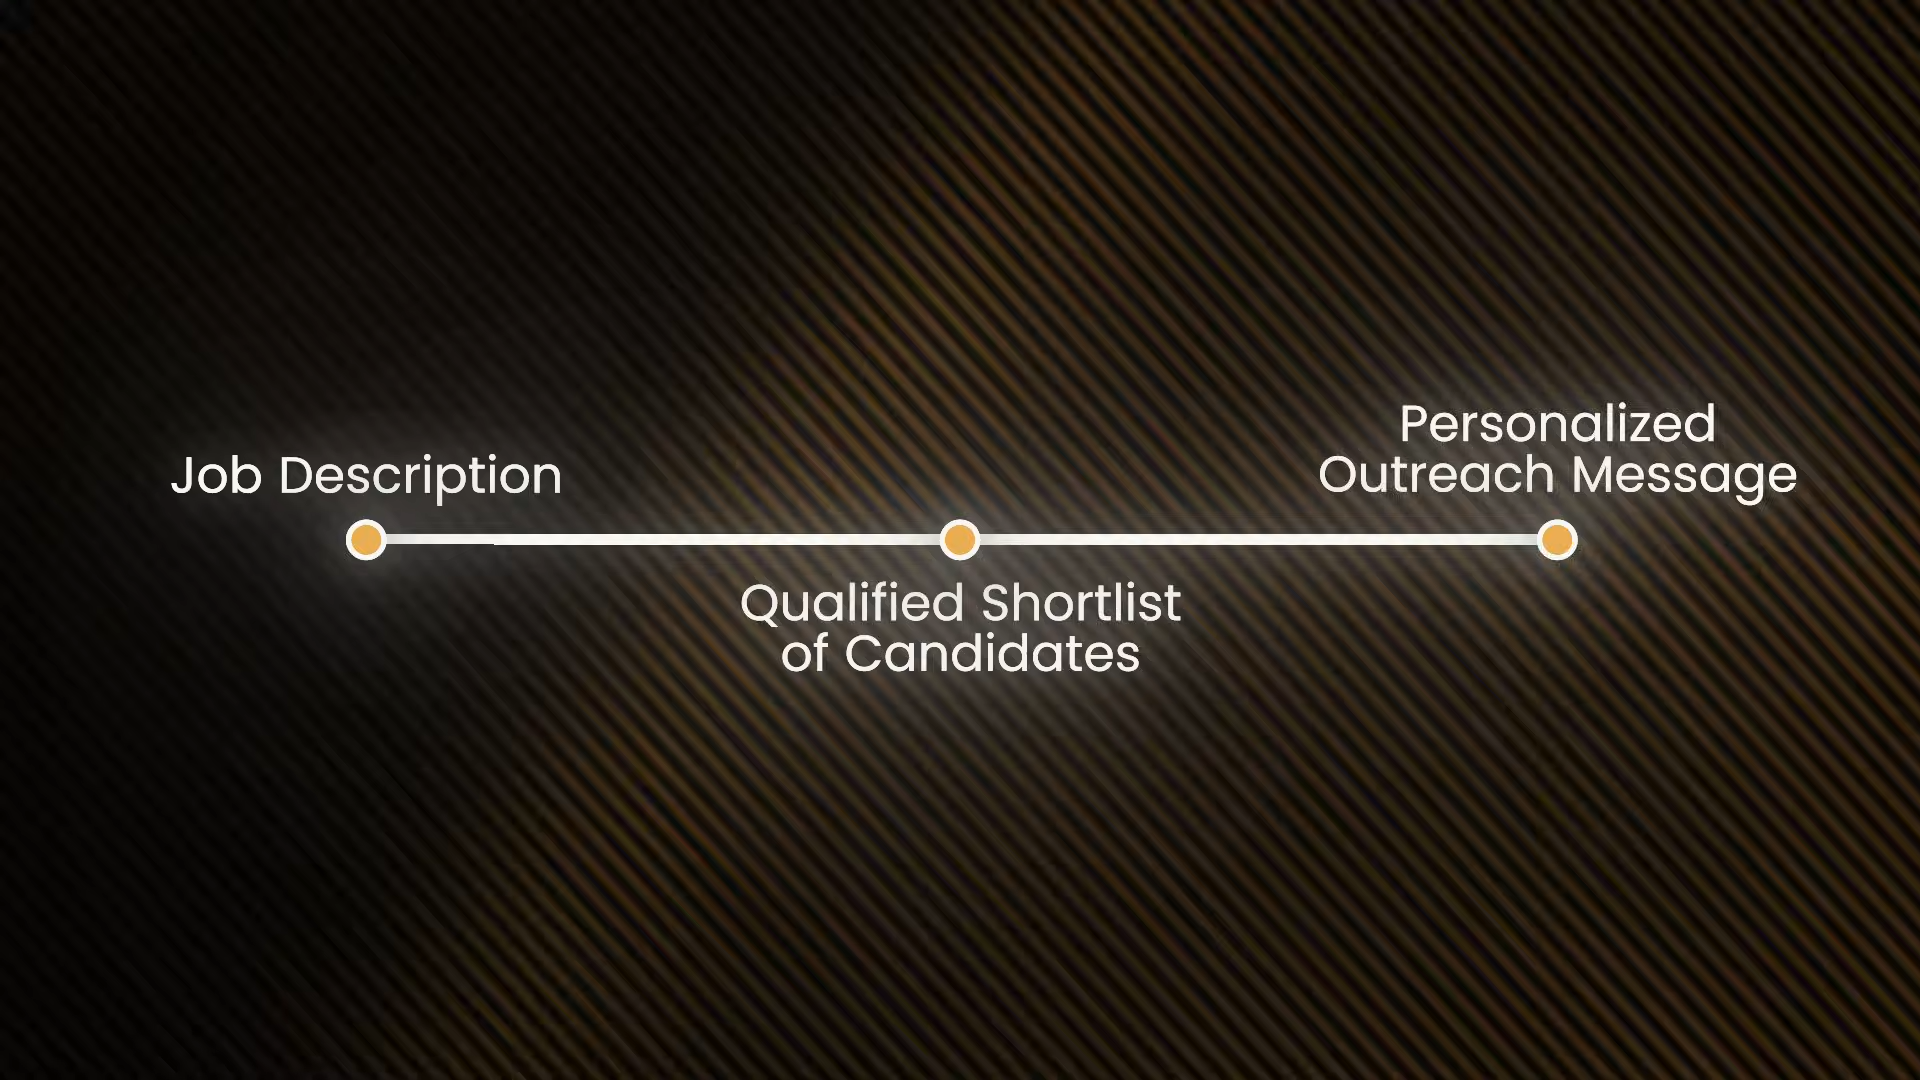 Job Description
Qualified Shortlist
of Candidates
Personalized
Outreach Message